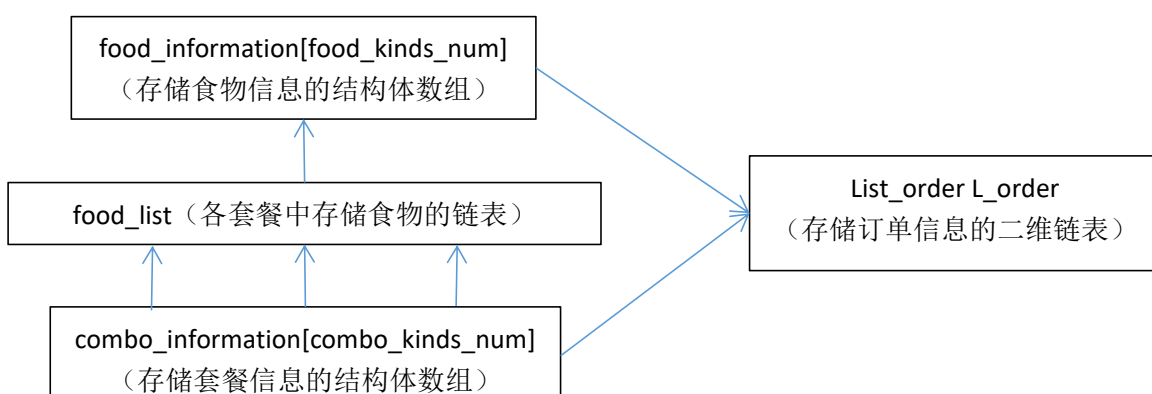 food_information[food_kinds_num]
（存储食物信息的结构体数组）
food_list（各套餐中存储食物的链表）
List_order L_order
（存储订单信息的二维链表）
combo_information[combo_kinds_num]
（存储套餐信息的结构体数组）